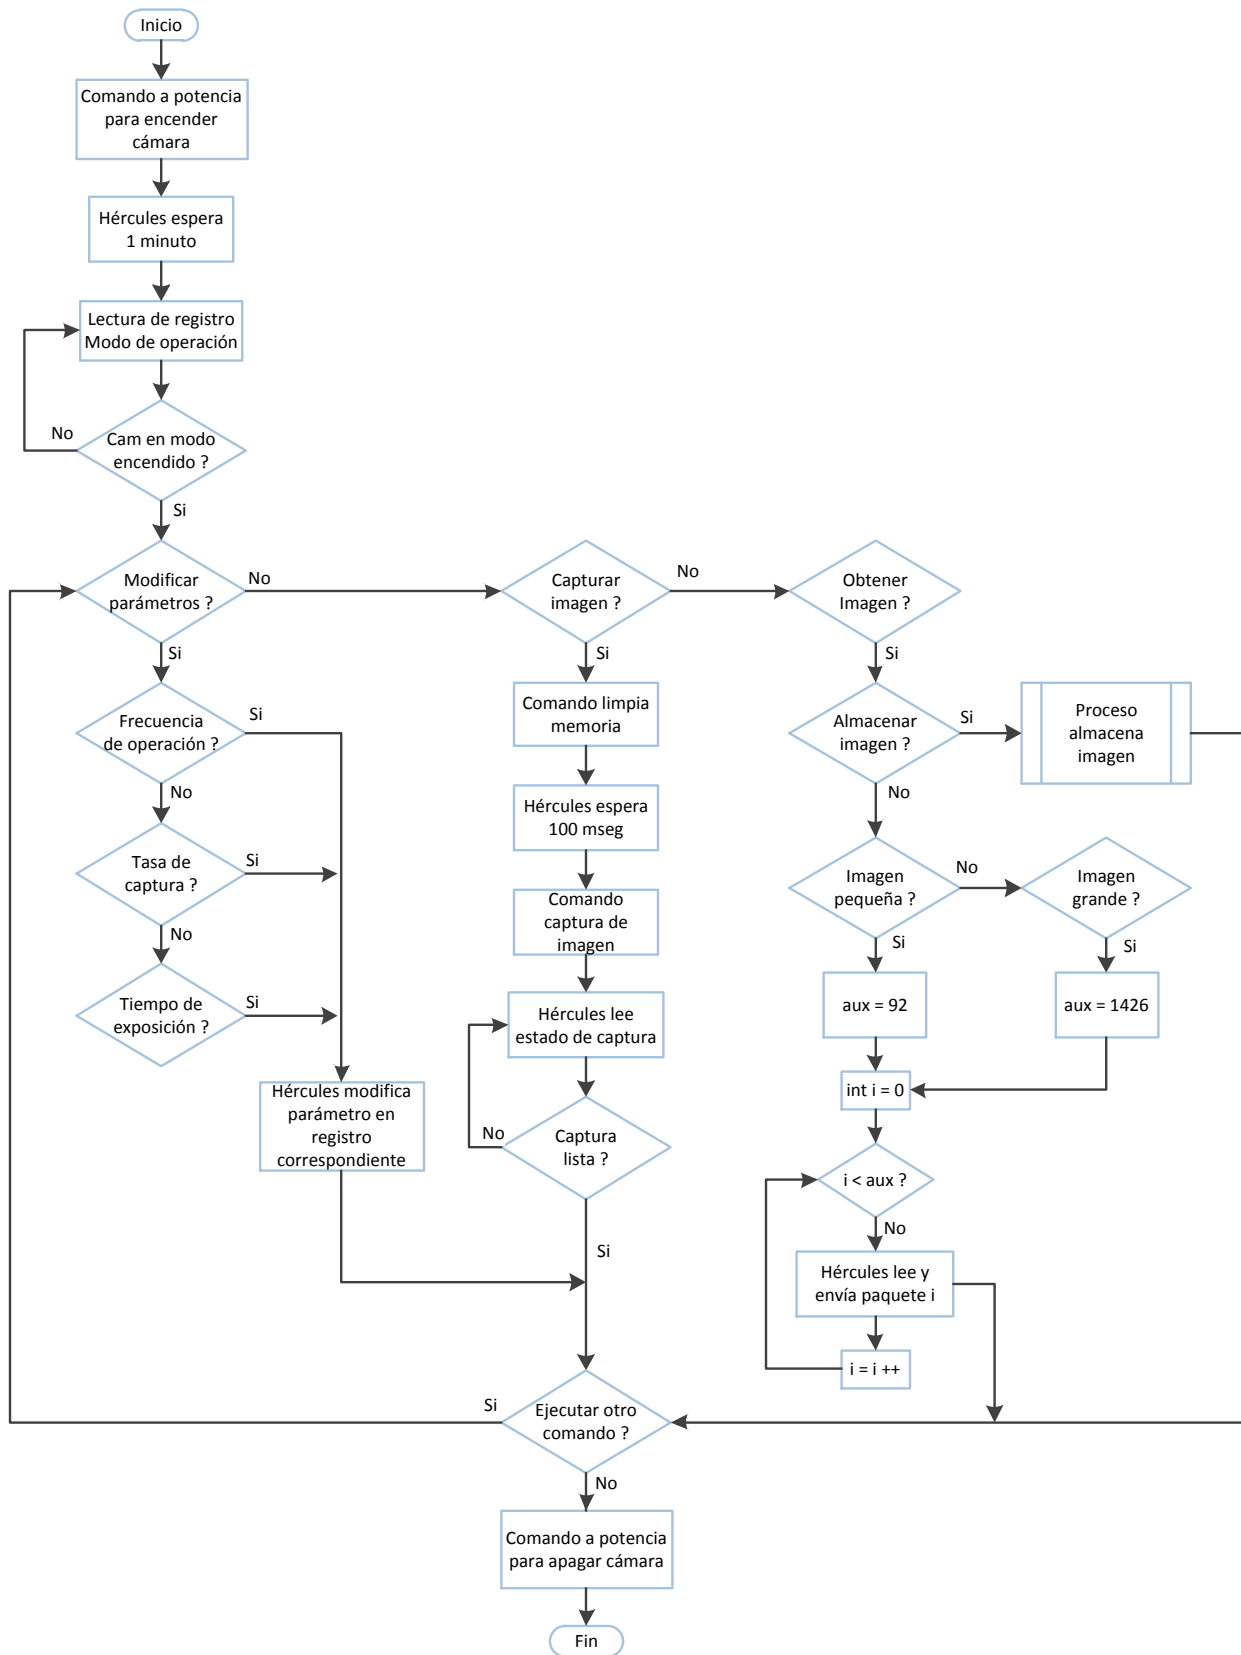 Inicio
Comando a potencia
para encender
cámara
Hércules espera
1 minuto
Lectura de registro
Modo de operación
No
Cam en modo
encendido ?
Si
Modificar
parámetros ?
No
Capturar
imagen ?
No
Obtener
Imagen ?
Si
Si
Si
Frecuencia
de operación ?
Si
Comando limpia
memoria
Almacenar
imagen ?
Si
Proceso
almacena
imagen
No
Hércules espera
100 mseg
No
Tasa de
captura ?
Si
Comando
captura de
imagen
Imagen
pequeña ?
No
Imagen
grande ?
No
Si
Si
Tiempo de
exposición ?
Si
Hércules lee
estado de captura
aux = 92
aux = 1426
Hércules modifica
parámetro en
registro
correspondiente
No
Captura
lista ?
int i = 0
i < aux ?
No
Si
Hércules lee y
envía paquete i
i = i ++
Si
Ejecutar otro
comando ?
No
Comando a potencia
para apagar cámara
Fin